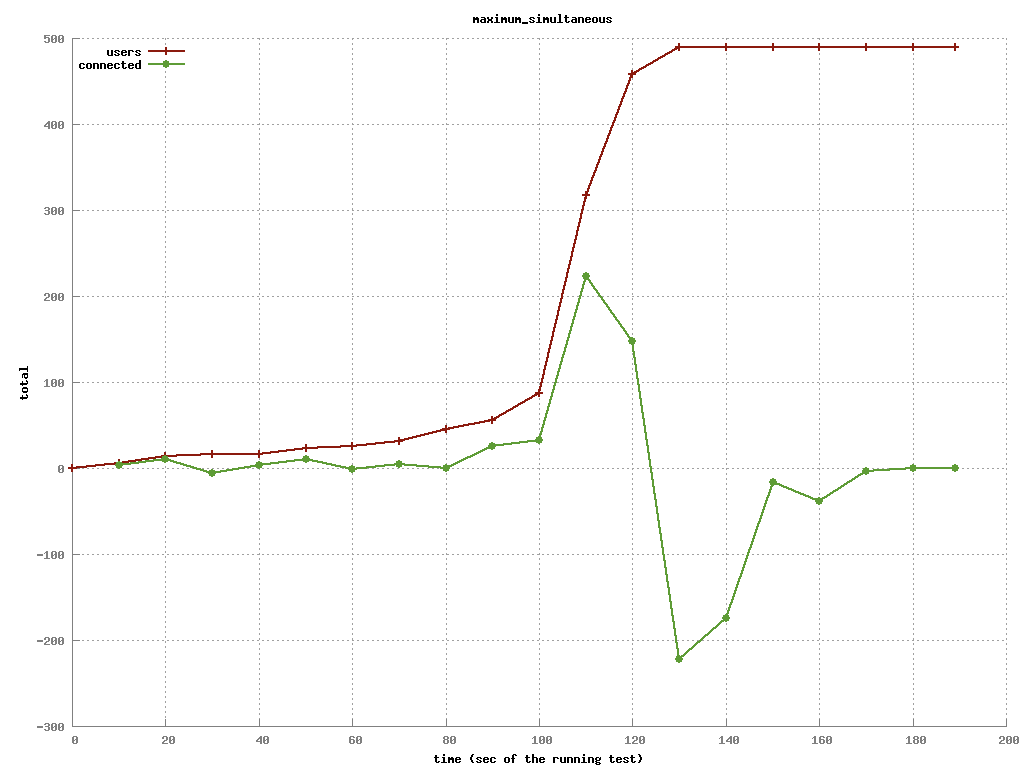 maximum_simultaneous
500
users
connected
400
300
200
100
total
0
-100
-200
-300
0 20 40 60 80 100 120 140 160 180 200
time (sec of the running test)